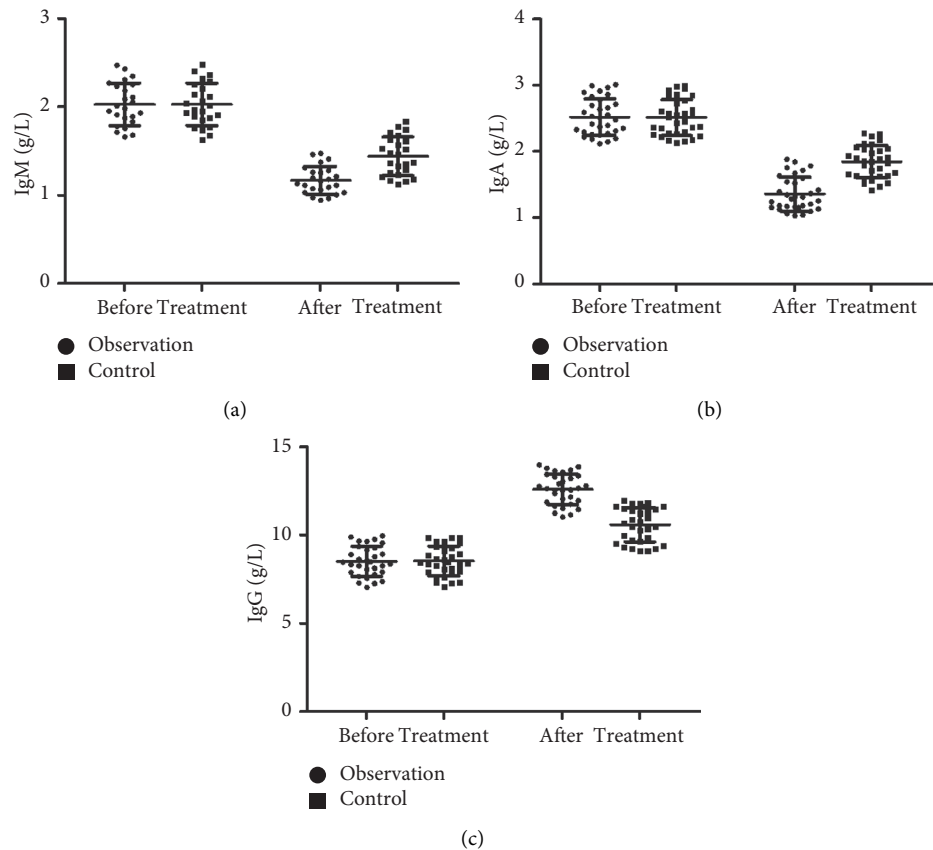 3
2
1
0
IgM (g/L)
Before Treatment
After Treatment
Observation
Control
(a)
4
3
2
1
0
IgA (g/L)
Before Treatment
After Treatment
Observation
Control
(b)
15
10
5
0
IgG (g/L)
Before Treatment
After Treatment
Observation
Control
(c)